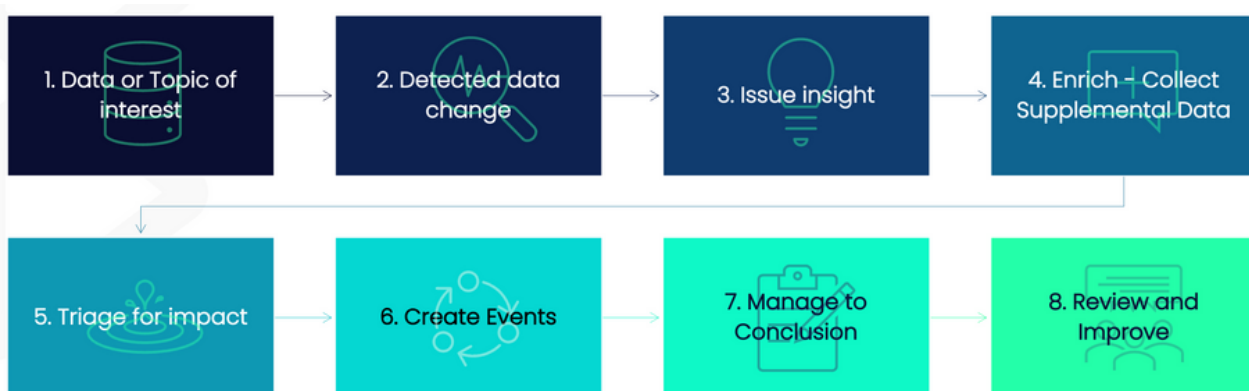 1. Data or Topic of
interest
2. Detected data
change
3. Issue insight
4. Enrich - Collect
Supplemental Data
5. Triage for impact
6. Create Events
7. Manage to
Conclusion
8. Review and
Improve